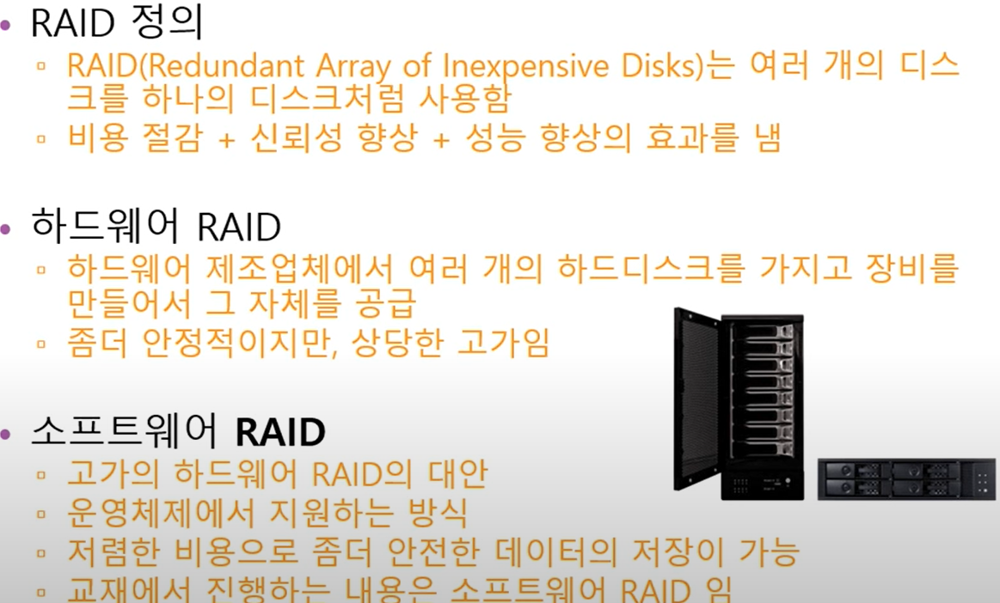 • RAID 정의
▫ RAID(Redundant Array of Inexpensive Disks)는 여러 개의 디스
크를 하나의 디스크처럼 사용함
▫ 비용 절감 + 신뢰성 향상 + 성능 향상의 효과를 냄
• 하드웨어 RAID
▫ 하드웨어 제조업체에서 여러 개의 하드디스크를 가지고 장비를
만들어서 그 자체를 공급
▫ 좀더 안정적이지만, 상당한 고가임
• 소프트웨어 RAID
▫ 고가의 하드웨어 RAID의 대안
▫ 운영체제에서 지원하는 방식
▫ 저렴한 비용으로 좀더 안전한 데이터의 저장이 가능
▫ 교재에서 진행하는 내용은 소프트웨어 RAID 임